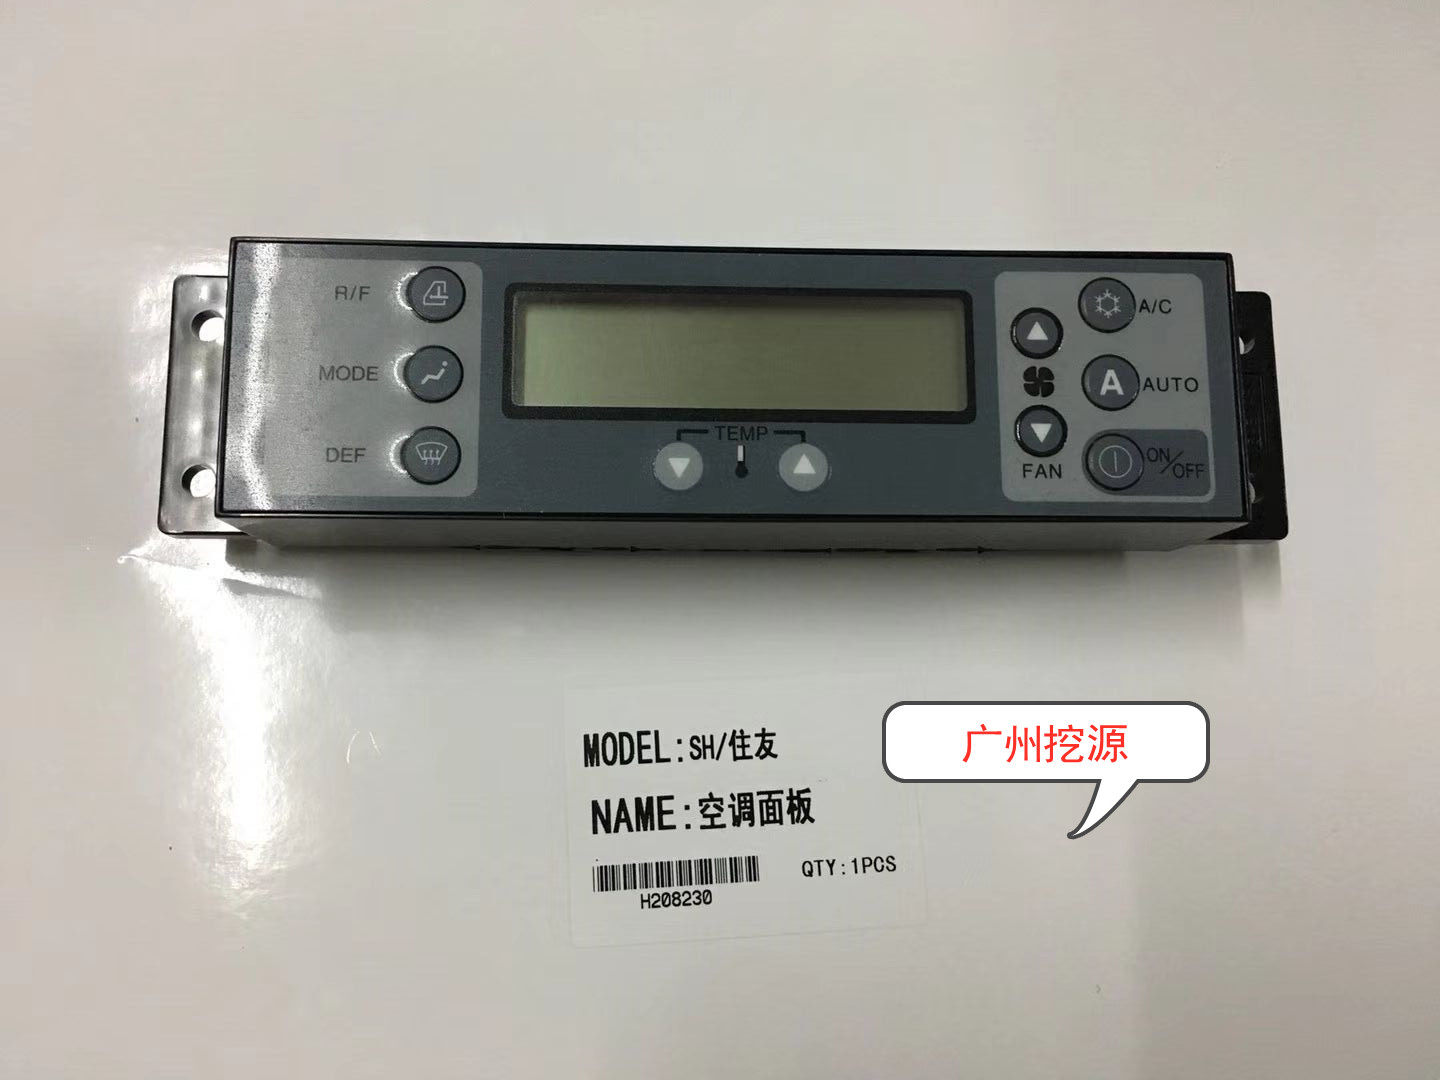 R/F
MODE
DEF
TEMP
FAN
A/C
A AUTO
ON/OFF
MODEL:SH/住友
NAME:空调面板
H208230
QTY:1PCS
广州挖源